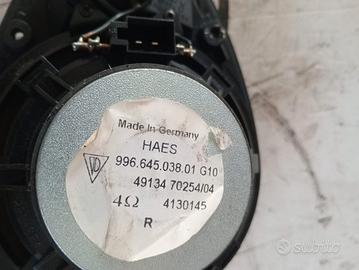 Made In Germany
HAES
996.645.038.01 G10
49134 70254/04
4Ω 4130145
R
subito